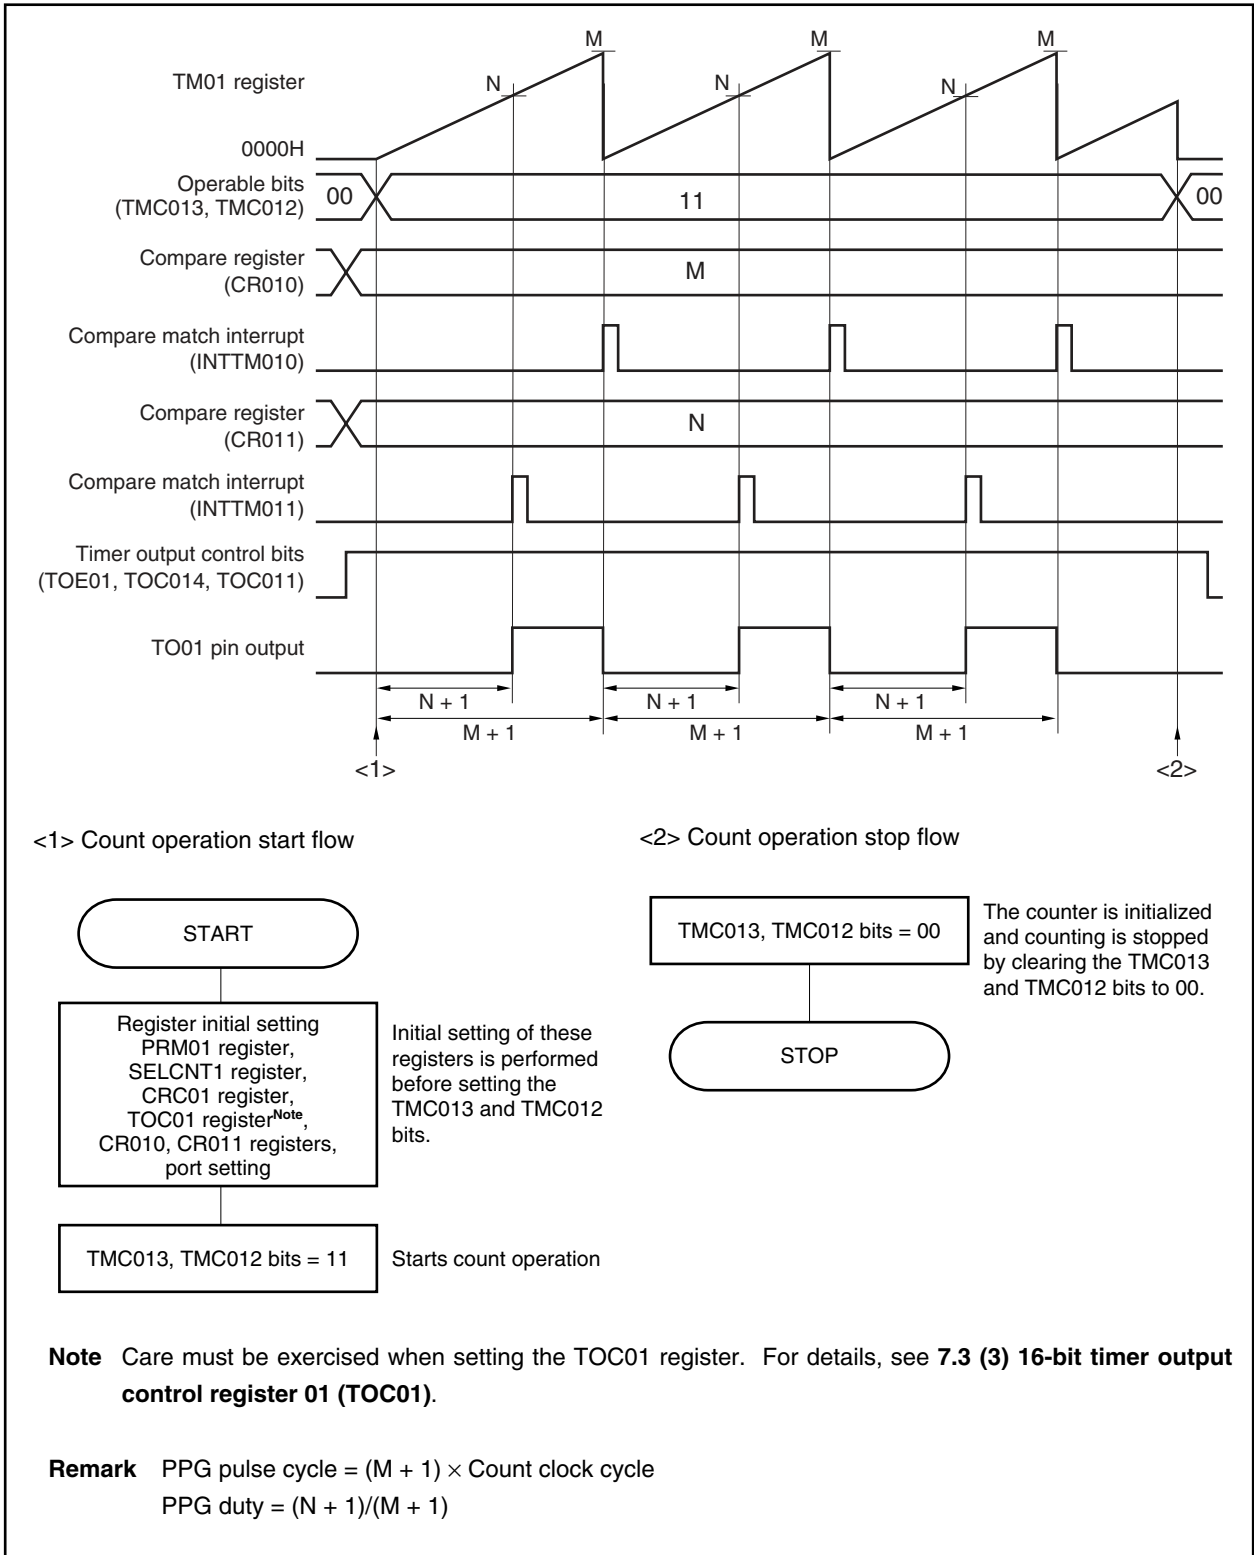 M
M
M
TM01 register
N
N
N
0000H
Operable bits
(TMC013, TMC012)
00
11
00
Compare register
(CR010)
M
Compare match interrupt
(INTTM010)
Compare register
(CR011)
N
Compare match interrupt
(INTTM011)
Timer output control bits
(TOE01, TOC014, TOC011)
TO01 pin output
N + 1
N + 1
N + 1
M + 1
M + 1
M + 1
<1>
<2>
<1> Count operation start flow
START
Register initial setting
PRM01 register,
SELCNT1 register,
CRC01 register,
TOC01 registerNote,
CR010, CR011 registers,
port setting
Initial setting of these
registers is performed
before setting the
TMC013 and TMC012
bits.
TMC013, TMC012 bits = 11
Starts count operation
<2> Count operation stop flow
TMC013, TMC012 bits = 00
The counter is initialized
and counting is stopped
by clearing the TMC013
and TMC012 bits to 00.
STOP
Note Care must be exercised when setting the TOC01 register. For details, see 7.3 (3) 16-bit timer output
control register 01 (TOC01).
Remark PPG pulse cycle = (M + 1) × Count clock cycle
PPG duty = (N + 1)/(M + 1)